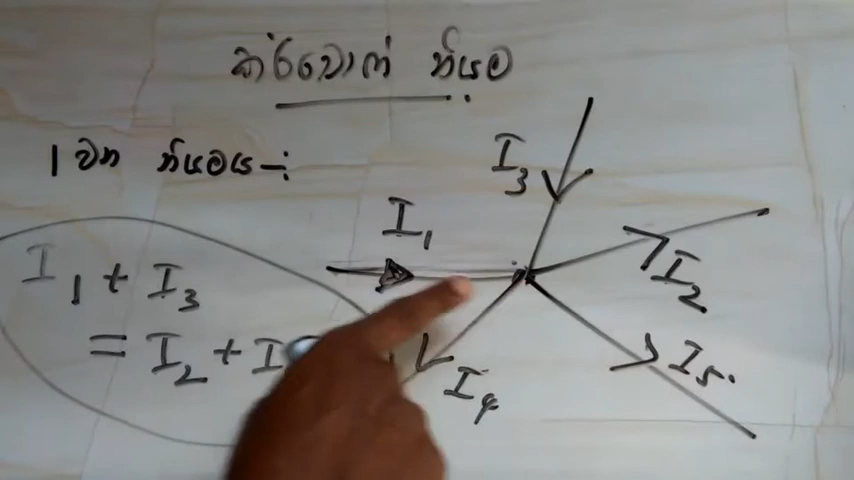 කර්චොෆ් නියම
1 වන නියමය :-
I3
I1
I1 + I3
I2
= I2 + I
I5.
I4